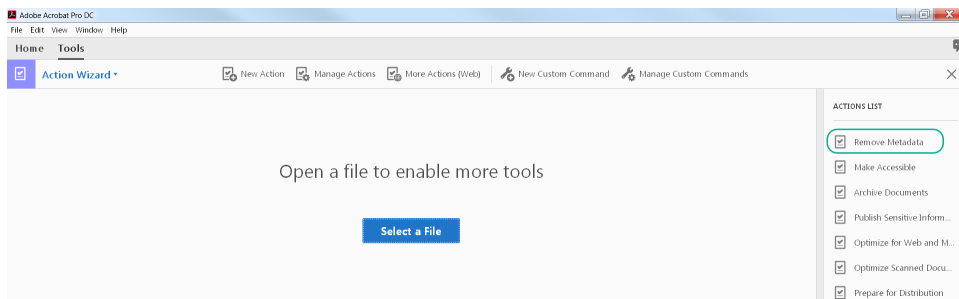 Adobe Acrobat Pro DC
File Edit View Window Help
Home Tools
Action Wizard New Action Manage Actions More Actions (Web) New Custom Command Manage Custom Commands
ACTIONS LIST
Remove Metadata
Make Accessible
Archive Documents
Publish Sensitive Inform...
Optimize for Web and M...
Optimize Scanned Docu...
Prepare for Distribution
Open a file to enable more tools
Select a File